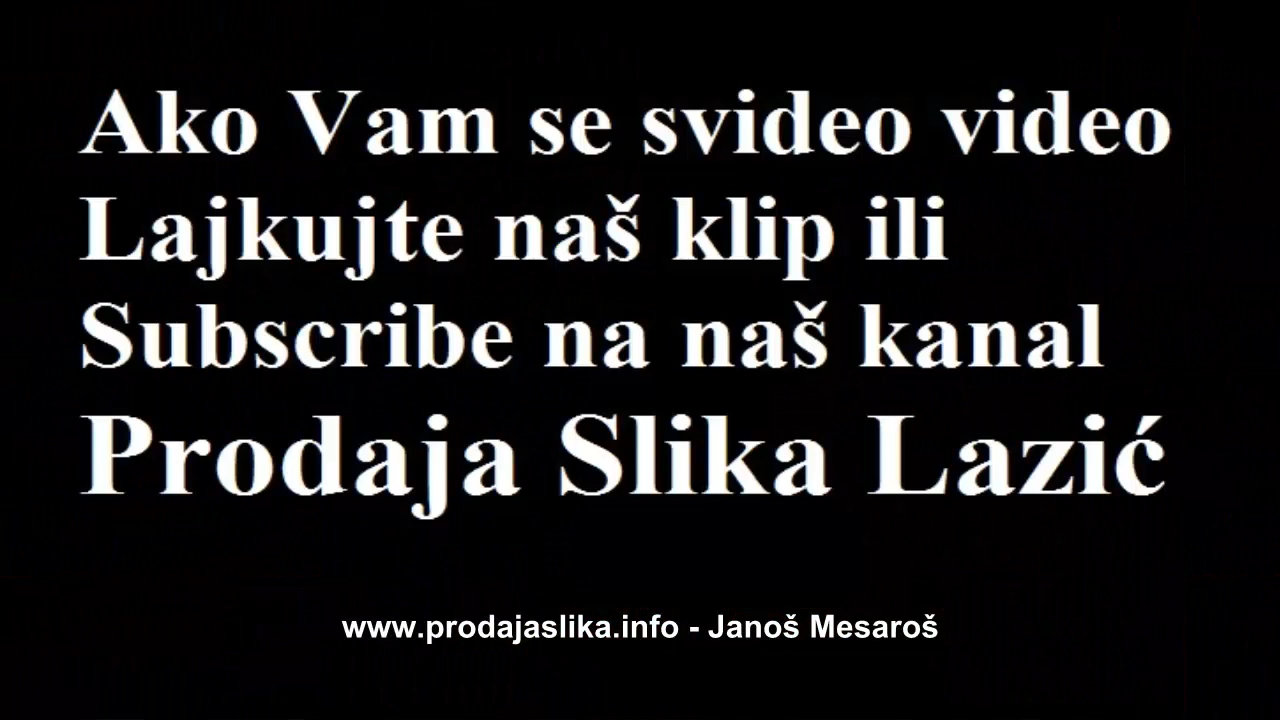 Ako Vam se svideo video
Lajkujte naš klip ili
Subscribe na naš kanal
Prodaja Slika Lazić
www.prodajaslika.info - Janoš Mesaroš